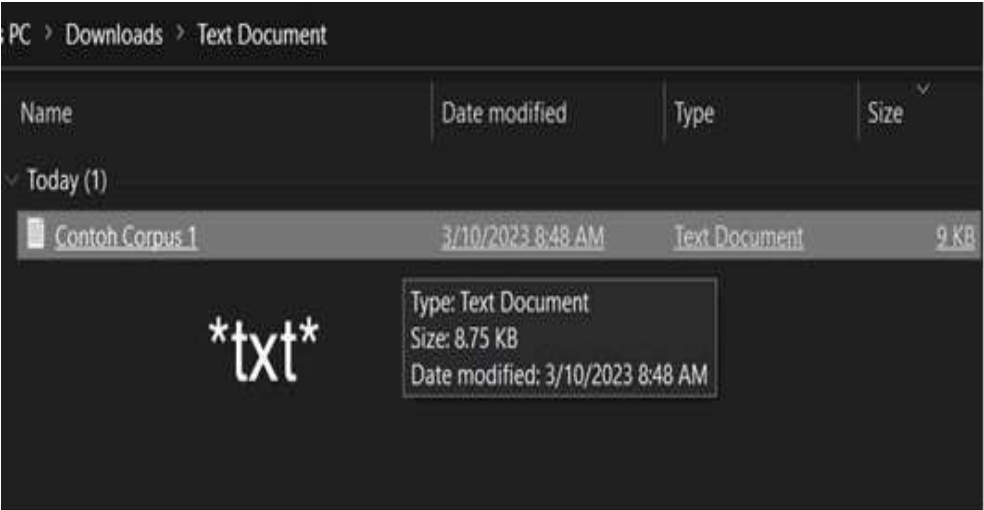 s PC > Downloads > Text Document
Name Date modified Type Size
Today (1)
Contoh Corpus 1 3/10/2023 8:48 AM Text Document 9 KB
Type: Text Document
*txt* Size: 8.75 KB
Date modified: 3/10/2023 8:48 AM